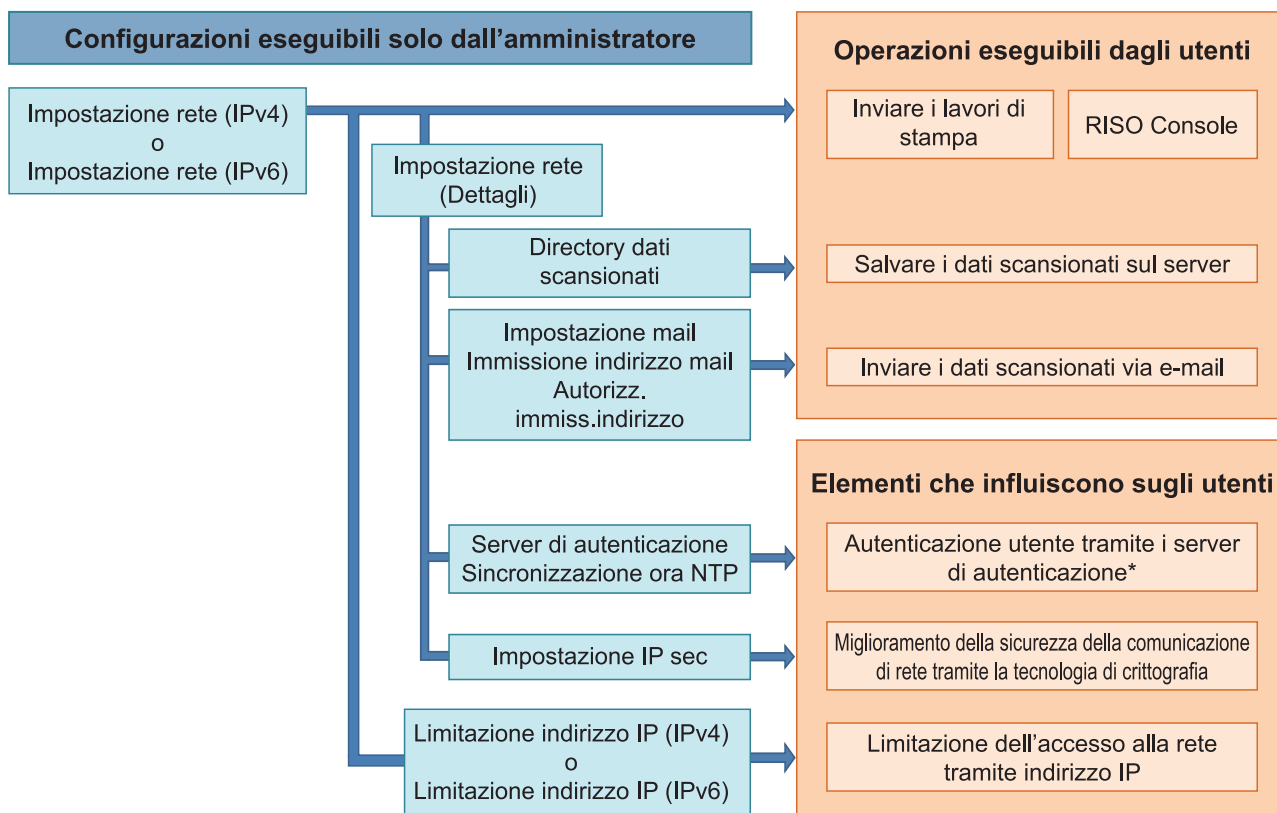 Configurazioni eseguibili solo dall'amministratore
Impostazione rete (IPv4)
o
Impostazione rete (IPv6)
Impostazione rete
(Dettagli)
Directory dati
scansionati
Impostazione mail
Immissione indirizzo mail
Autorizz.
immiss.indirizzo
Server di autenticazione
Sincronizzazione ora NTP
Impostazione IP sec
Limitazione indirizzo IP (IPv4)
o
Limitazione indirizzo IP (IPv6)
Operazioni eseguibili dagli utenti
Inviare i lavori di
stampa
RISO Console
Salvare i dati scansionati sul server
Inviare i dati scansionati via e-mail
Elementi che influiscono sugli utenti
Autenticazione utente tramite i server
di autenticazione*
Miglioramento della sicurezza della comunicazione
di rete tramite la tecnologia di crittografia
Limitazione dell'accesso alla rete
tramite indirizzo IP